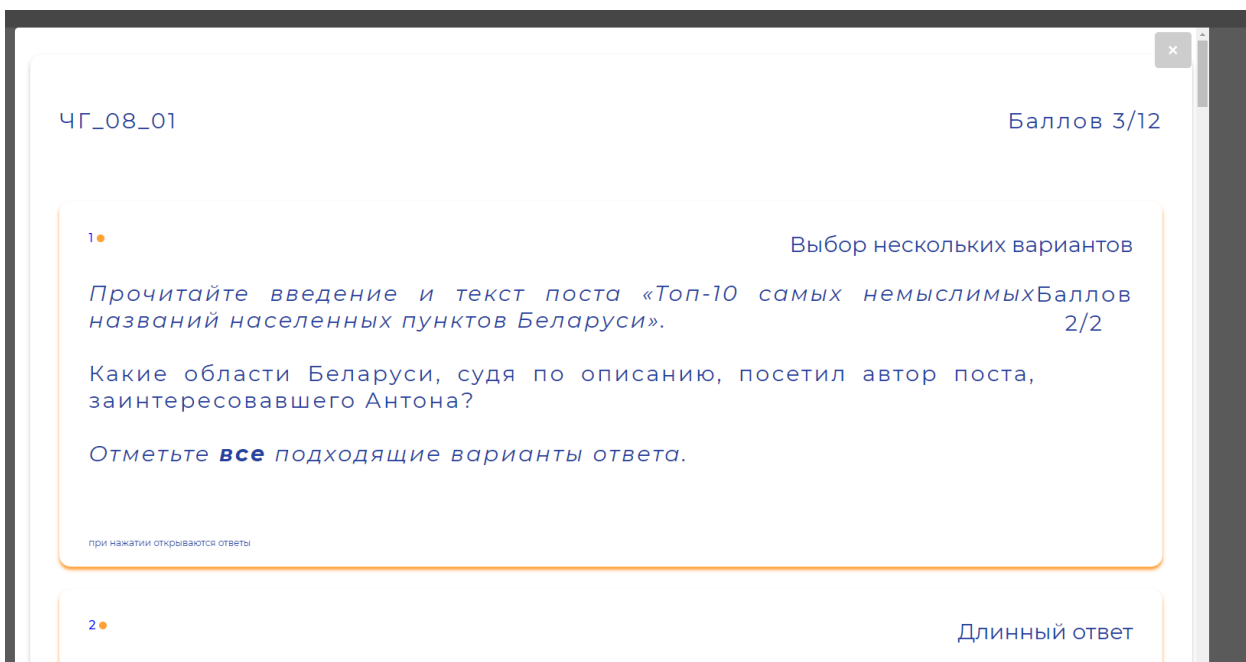 ×
ЧГ_08_01
Баллов 3/12
1
Выбор нескольких вариантов
Прочитайте введение и текст поста «Топ-10 самых немыслимых
названий населенных пунктов Беларуси».
Баллов
2/2
Какие области Беларуси, судя по описанию, посетил автор поста,
заинтересовавшего Антона?
Отметьте все подходящие варианты ответа.
при нажатии открываются ответы
2
Длинный ответ